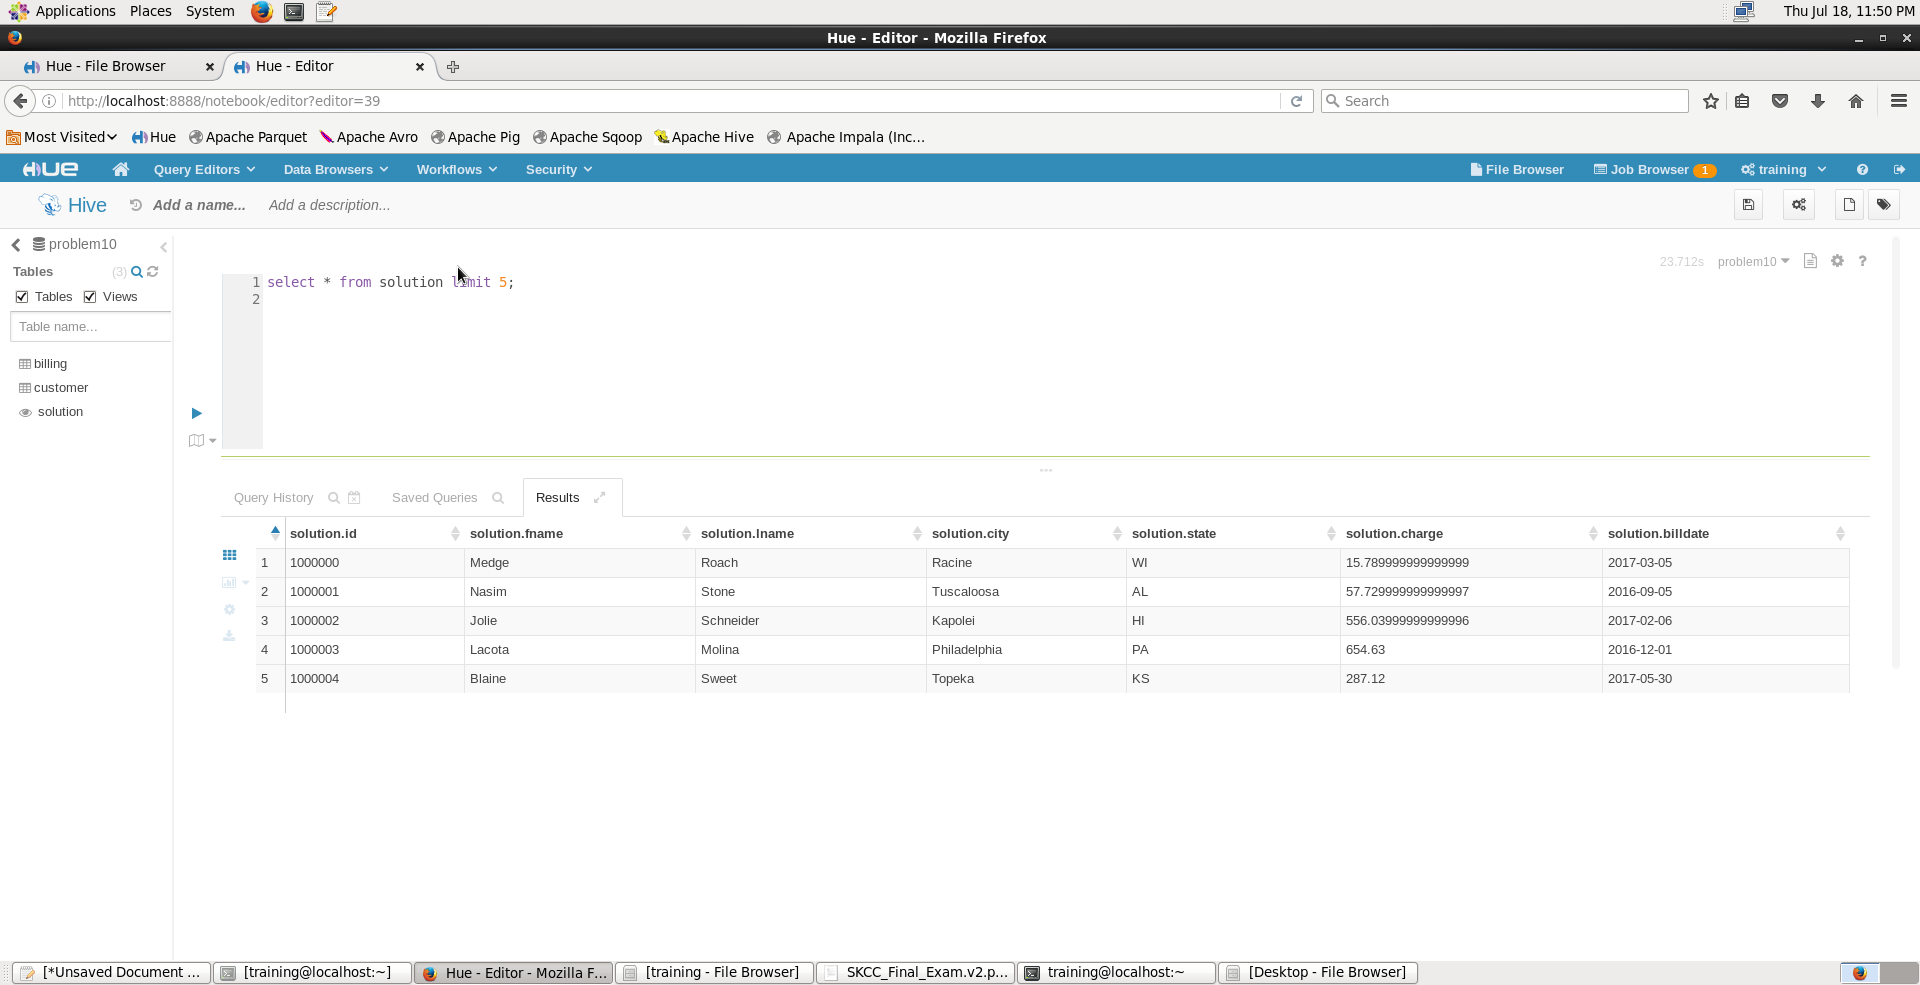 Applications Places System Thu Jul 18, 11:50 PM
Hue - Editor - Mozilla Firefox
Hue - File Browser Hue - Editor
http://localhost:8888/notebook/editor?editor=39 Search
Most Visited Hue Apache Parquet Apache Avro Apache Pig Apache Sqoop Apache Hive Apache Impala (Inc...
HUE Query Editors Data Browsers Workflows Security File Browser Job Browser 1 training
Hive Add a name... Add a description...
problem10
23.712s problem10 ?
Tables (3)
1 select * from solution limit 5;
Tables Views
2
Table name...
billing
customer
solution
Query History Saved Queries Results
solution.id solution.fname solution.lname solution.city solution.state solution.charge solution.billdate
1 1000000 Medge Roach Racine WI 15.789999999999999 2017-03-05
2 1000001 Nasim Stone Tuscaloosa AL 57.729999999999997 2016-09-05
3 1000002 Jolie Schneider Kapolei HI 556.03999999999996 2017-02-06
4 1000003 Lacota Molina Philadelphia PA 654.63 2016-12-01
5 1000004 Blaine Sweet Topeka KS 287.12 2017-05-30
[*Unsaved Document ... [training@localhost:~] Hue - Editor - Mozilla F... [training - File Browser] SKCC_Final_Exam.v2.p... training@localhost:~ [Desktop - File Browser]